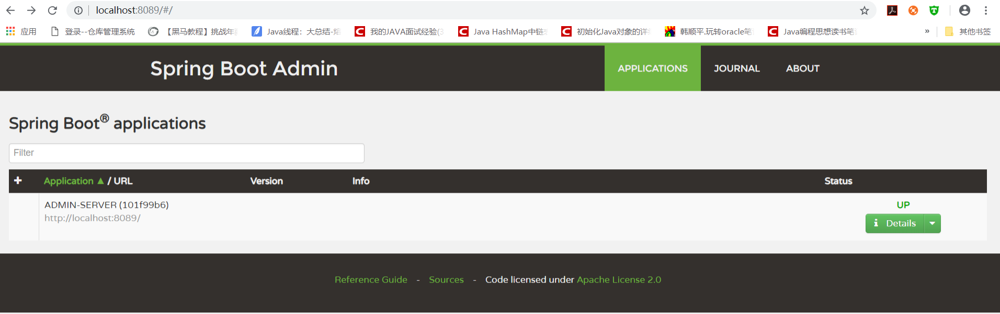 localhost:8089/#/
应用 登录--仓库管理系统 【黑马教程】挑战年 Java线程：大总结-熔 我的JAVA面试经验(3 Java HashMap中链 初始化Java对象的详 韩顺平.玩转oracle笔 Java编程思想读书笔 » 其他书签
Spring Boot Admin APPLICATIONS JOURNAL ABOUT
Spring Boot® applications
Filter
Application ▲ / URL Version Info Status
ADMIN-SERVER (101f99b6) UP
http://localhost:8089/ Details
Reference Guide - Sources - Code licensed under Apache License 2.0